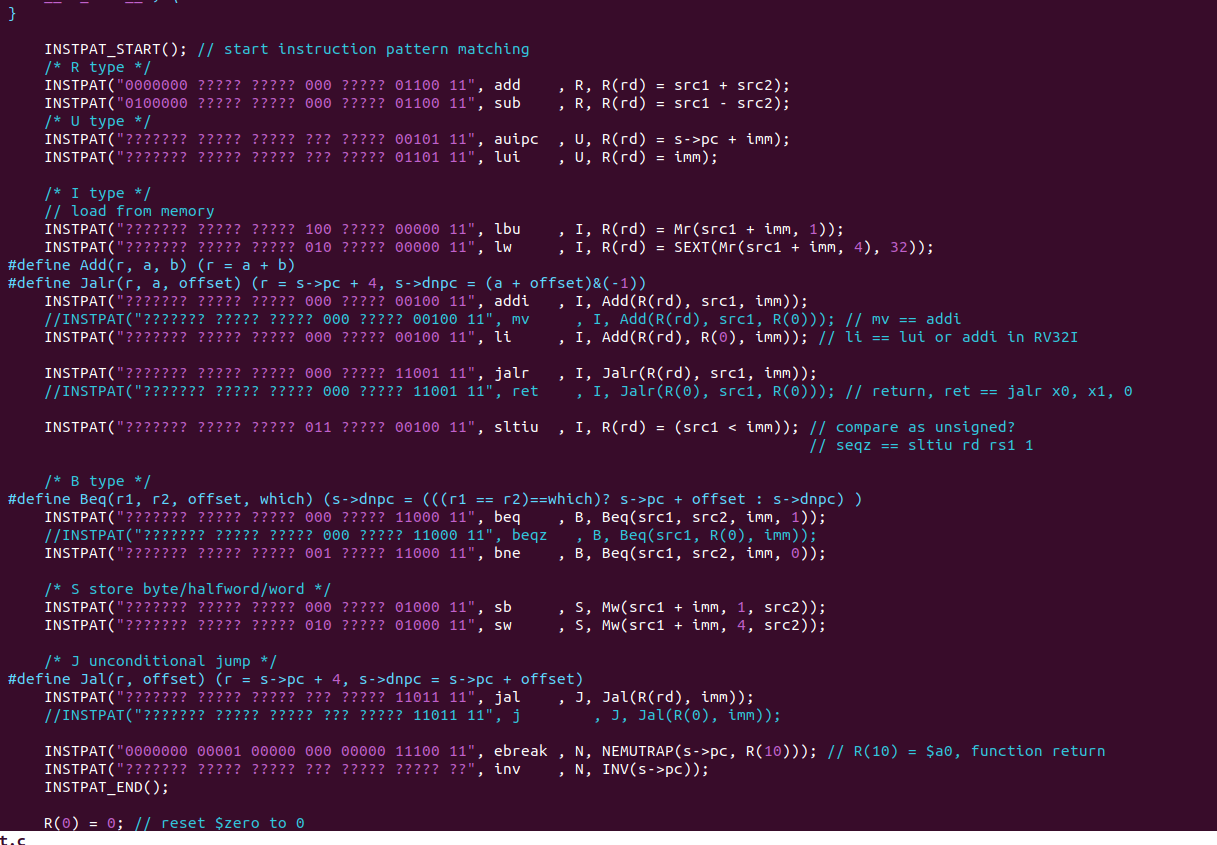 }
    INSTPAT_START(); // start instruction pattern matching
    /* R type */
    INSTPAT("0000000 ????? ????? 000 ????? 01100 11", add    , R, R(rd) = src1 + src2);
    INSTPAT("0100000 ????? ????? 000 ????? 01100 11", sub    , R, R(rd) = src1 - src2);
    /* U type */
    INSTPAT("??????? ????? ????? ??? ????? 00101 11", auipc  , U, R(rd) = s->pc + imm);
    INSTPAT("??????? ????? ????? ??? ????? 01101 11", lui    , U, R(rd) = imm);
    /* I type */
    // load from memory
    INSTPAT("??????? ????? ????? 100 ????? 00000 11", lbu    , I, R(rd) = Mr(src1 + imm, 1));
    INSTPAT("??????? ????? ????? 010 ????? 00000 11", lw     , I, R(rd) = SEXT(Mr(src1 + imm, 4), 32));
#define Add(r, a, b) (r = a + b)
#define Jalr(r, a, offset) (r = s->pc + 4, s->dnpc = (a + offset)&(-1))
    INSTPAT("??????? ????? ????? 000 ????? 00100 11", addi   , I, Add(R(rd), src1, imm));
    //INSTPAT("??????? ????? ????? 000 ????? 00100 11", mv     , I, Add(R(rd), src1, R(0))); // mv == addi
    INSTPAT("??????? ????? ????? 000 ????? 00100 11", li     , I, Add(R(rd), R(0), imm)); // li == lui or addi in RV32I
    INSTPAT("??????? ????? ????? 000 ????? 11001 11", jalr   , I, Jalr(R(rd), src1, imm));
    //INSTPAT("??????? ????? ????? 000 ????? 11001 11", ret    , I, Jalr(R(0), src1, R(0))); // return, ret == jalr x0, x1, 0
    INSTPAT("??????? ????? ????? 011 ????? 00100 11", sltiu  , I, R(rd) = (src1 < imm)); // compare as unsigned?
                                                                                         // seqz == sltiu rd rs1 1
    /* B type */
#define Beq(r1, r2, offset, which) (s->dnpc = (((r1 == r2)==which)? s->pc + offset : s->dnpc) )
    INSTPAT("??????? ????? ????? 000 ????? 11000 11", beq    , B, Beq(src1, src2, imm, 1));
    //INSTPAT("??????? ????? ????? 000 ????? 11000 11", beqz   , B, Beq(src1, R(0), imm));
    INSTPAT("??????? ????? ????? 001 ????? 11000 11", bne    , B, Beq(src1, src2, imm, 0));
    /* S store byte/halfword/word */
    INSTPAT("??????? ????? ????? 000 ????? 01000 11", sb     , S, Mw(src1 + imm, 1, src2));
    INSTPAT("??????? ????? ????? 010 ????? 01000 11", sw     , S, Mw(src1 + imm, 4, src2));
    /* J unconditional jump */
#define Jal(r, offset) (r = s->pc + 4, s->dnpc = s->pc + offset)
    INSTPAT("??????? ????? ????? ??? ????? 11011 11", jal    , J, Jal(R(rd), imm));
    //INSTPAT("??????? ????? ????? ??? ????? 11011 11", j        , J, Jal(R(0), imm));
    INSTPAT("0000000 00001 00000 000 00000 11100 11", ebreak , N, NEMUTRAP(s->pc, R(10))); // R(10) = $a0, function return
    INSTPAT("??????? ????? ????? ??? ????? ????? ??", inv    , N, INV(s->pc));
    INSTPAT_END();
    R(0) = 0; // reset $zero to 0
t.c